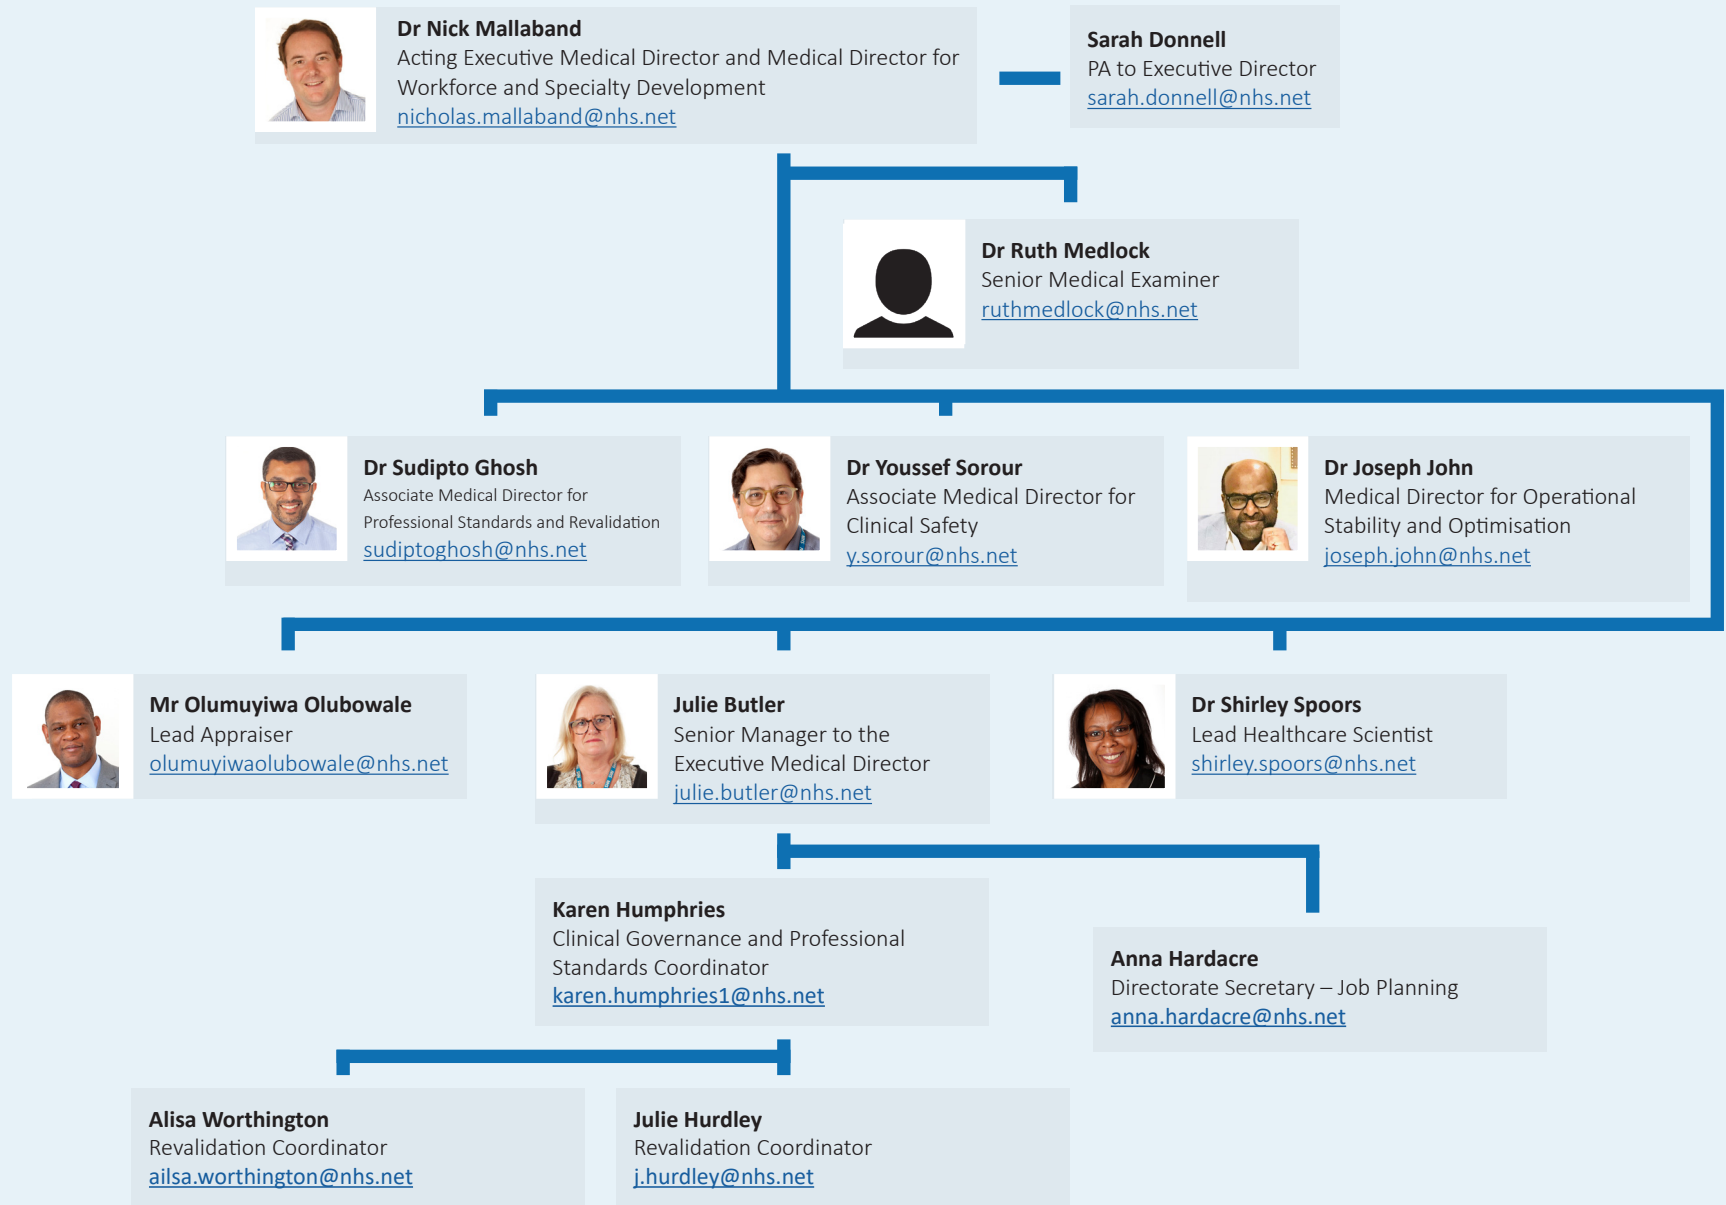 Dr Nick Mallaband
Acting Executive Medical Director and Medical Director for
Workforce and Specialty Development
nicholas.mallaband@nhs.net
Sarah Donnell
PA to Executive Director
sarah.donnell@nhs.net
Dr Ruth Medlock
Senior Medical Examiner
ruthmedlock@nhs.net
Dr Sudipto Ghosh
Associate Medical Director for
Professional Standards and Revalidation
sudiptoghosh@nhs.net
Dr Youssef Sorour
Associate Medical Director for
Clinical Safety
y.sorour@nhs.net
Dr Joseph John
Medical Director for Operational
Stability and Optimisation
joseph.john@nhs.net
Mr Olumuyiwa Olubowale
Lead Appraiser
olumuyiwaolubowale@nhs.net
Julie Butler
Senior Manager to the
Executive Medical Director
julie.butler@nhs.net
Dr Shirley Spoors
Lead Healthcare Scientist
shirley.spoors@nhs.net
Karen Humphries
Clinical Governance and Professional
Standards Coordinator
karen.humphries1@nhs.net
Anna Hardacre
Directorate Secretary – Job Planning
anna.hardacre@nhs.net
Alisa Worthington
Revalidation Coordinator
ailsa.worthington@nhs.net
Julie Hurdley
Revalidation Coordinator
j.hurdley@nhs.net